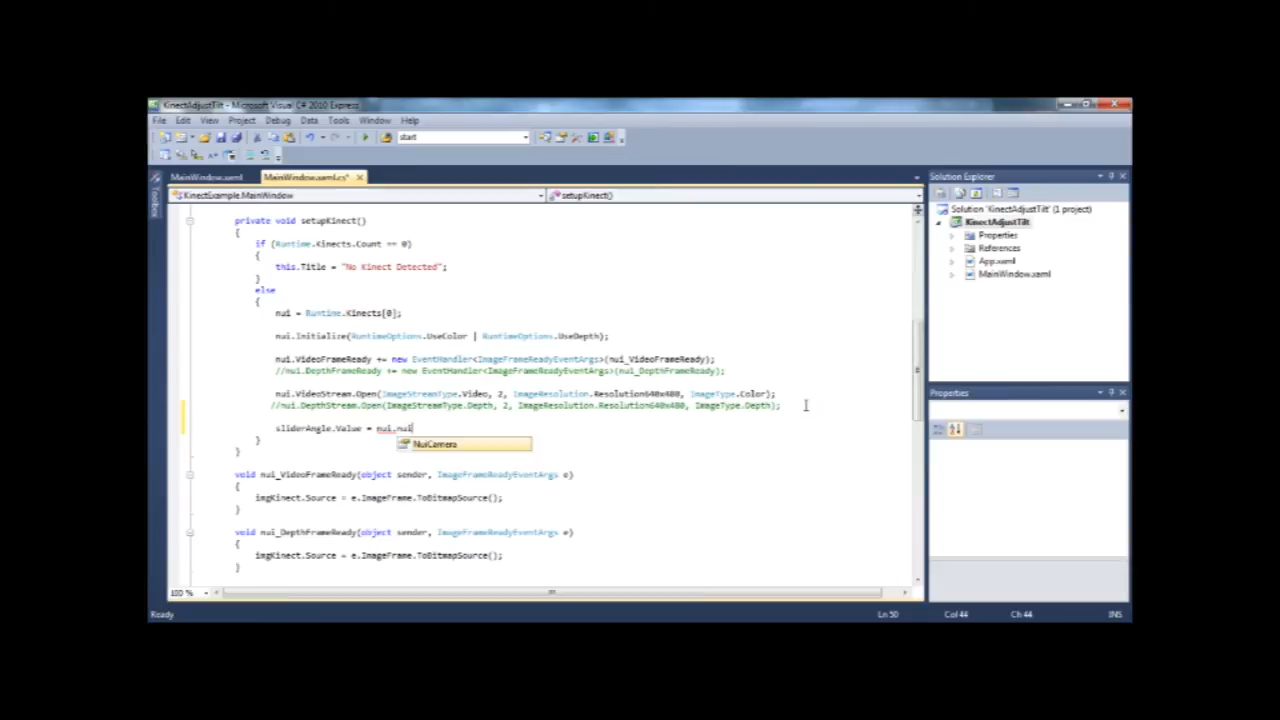 KinectAdjustTilt - Microsoft Visual C# 2010 Express
File Edit View Project Debug Data Tools Window Help
start
MainWindow.xaml MainWindow.xaml.cs*
KinectExample.MainWindow setupKinect()
Toolbox
private void setupKinect()
{
if (Runtime.Kinects.Count == 0)
{
this.Title = "No Kinect Detected";
}
else
{
nui = Runtime.Kinects[0];
nui.Initialize(RuntimeOptions.UseColor | RuntimeOptions.UseDepth);
nui.VideoFrameReady += new EventHandler<ImageFrameReadyEventArgs>(nui_VideoFrameReady);
//nui.DepthFrameReady += new EventHandler<ImageFrameReadyEventArgs>(nui_DepthFrameReady);
nui.VideoStream.Open(ImageStreamType.Video, 2, ImageResolution.Resolution640x480, ImageType.Color);
//nui.DepthStream.Open(ImageStreamType.Depth, 2, ImageResolution.Resolution640x480, ImageType.Depth);
sliderAngle.Value = nui.nui
NuiCamera
}
}
void nui_VideoFrameReady(object sender, ImageFrameReadyEventArgs e)
{
imgKinect.Source = e.ImageFrame.ToBitmapSource();
}
void nui_DepthFrameReady(object sender, ImageFrameReadyEventArgs e)
{
imgKinect.Source = e.ImageFrame.ToBitmapSource();
}
100 %
Solution Explorer
Solution 'KinectAdjustTilt' (1 project)
KinectAdjustTilt
Properties
References
App.xaml
MainWindow.xaml
Properties
Ready Ln 50 Col 44 Ch 44 INS